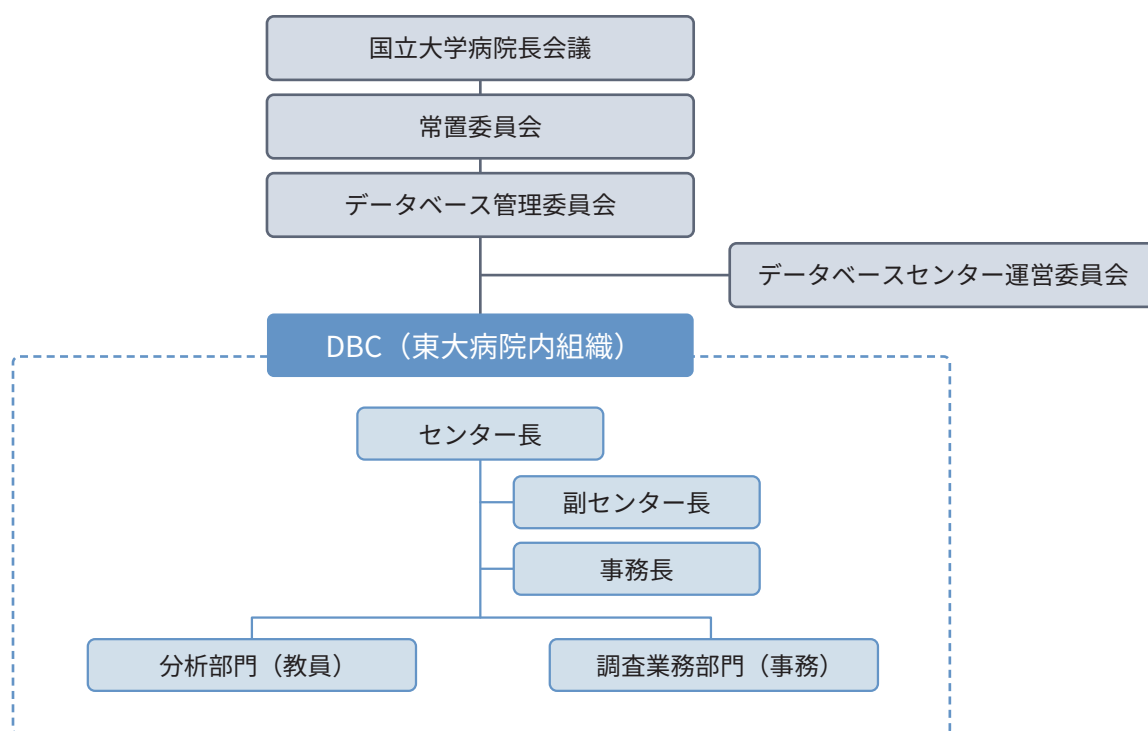 国立大学病院長会議
常置委員会
データベース管理委員会
データベースセンター運営委員会
DBC（東大病院内組織）
センター長
副センター長
事務長
分析部門（教員）
調査業務部門（事務）